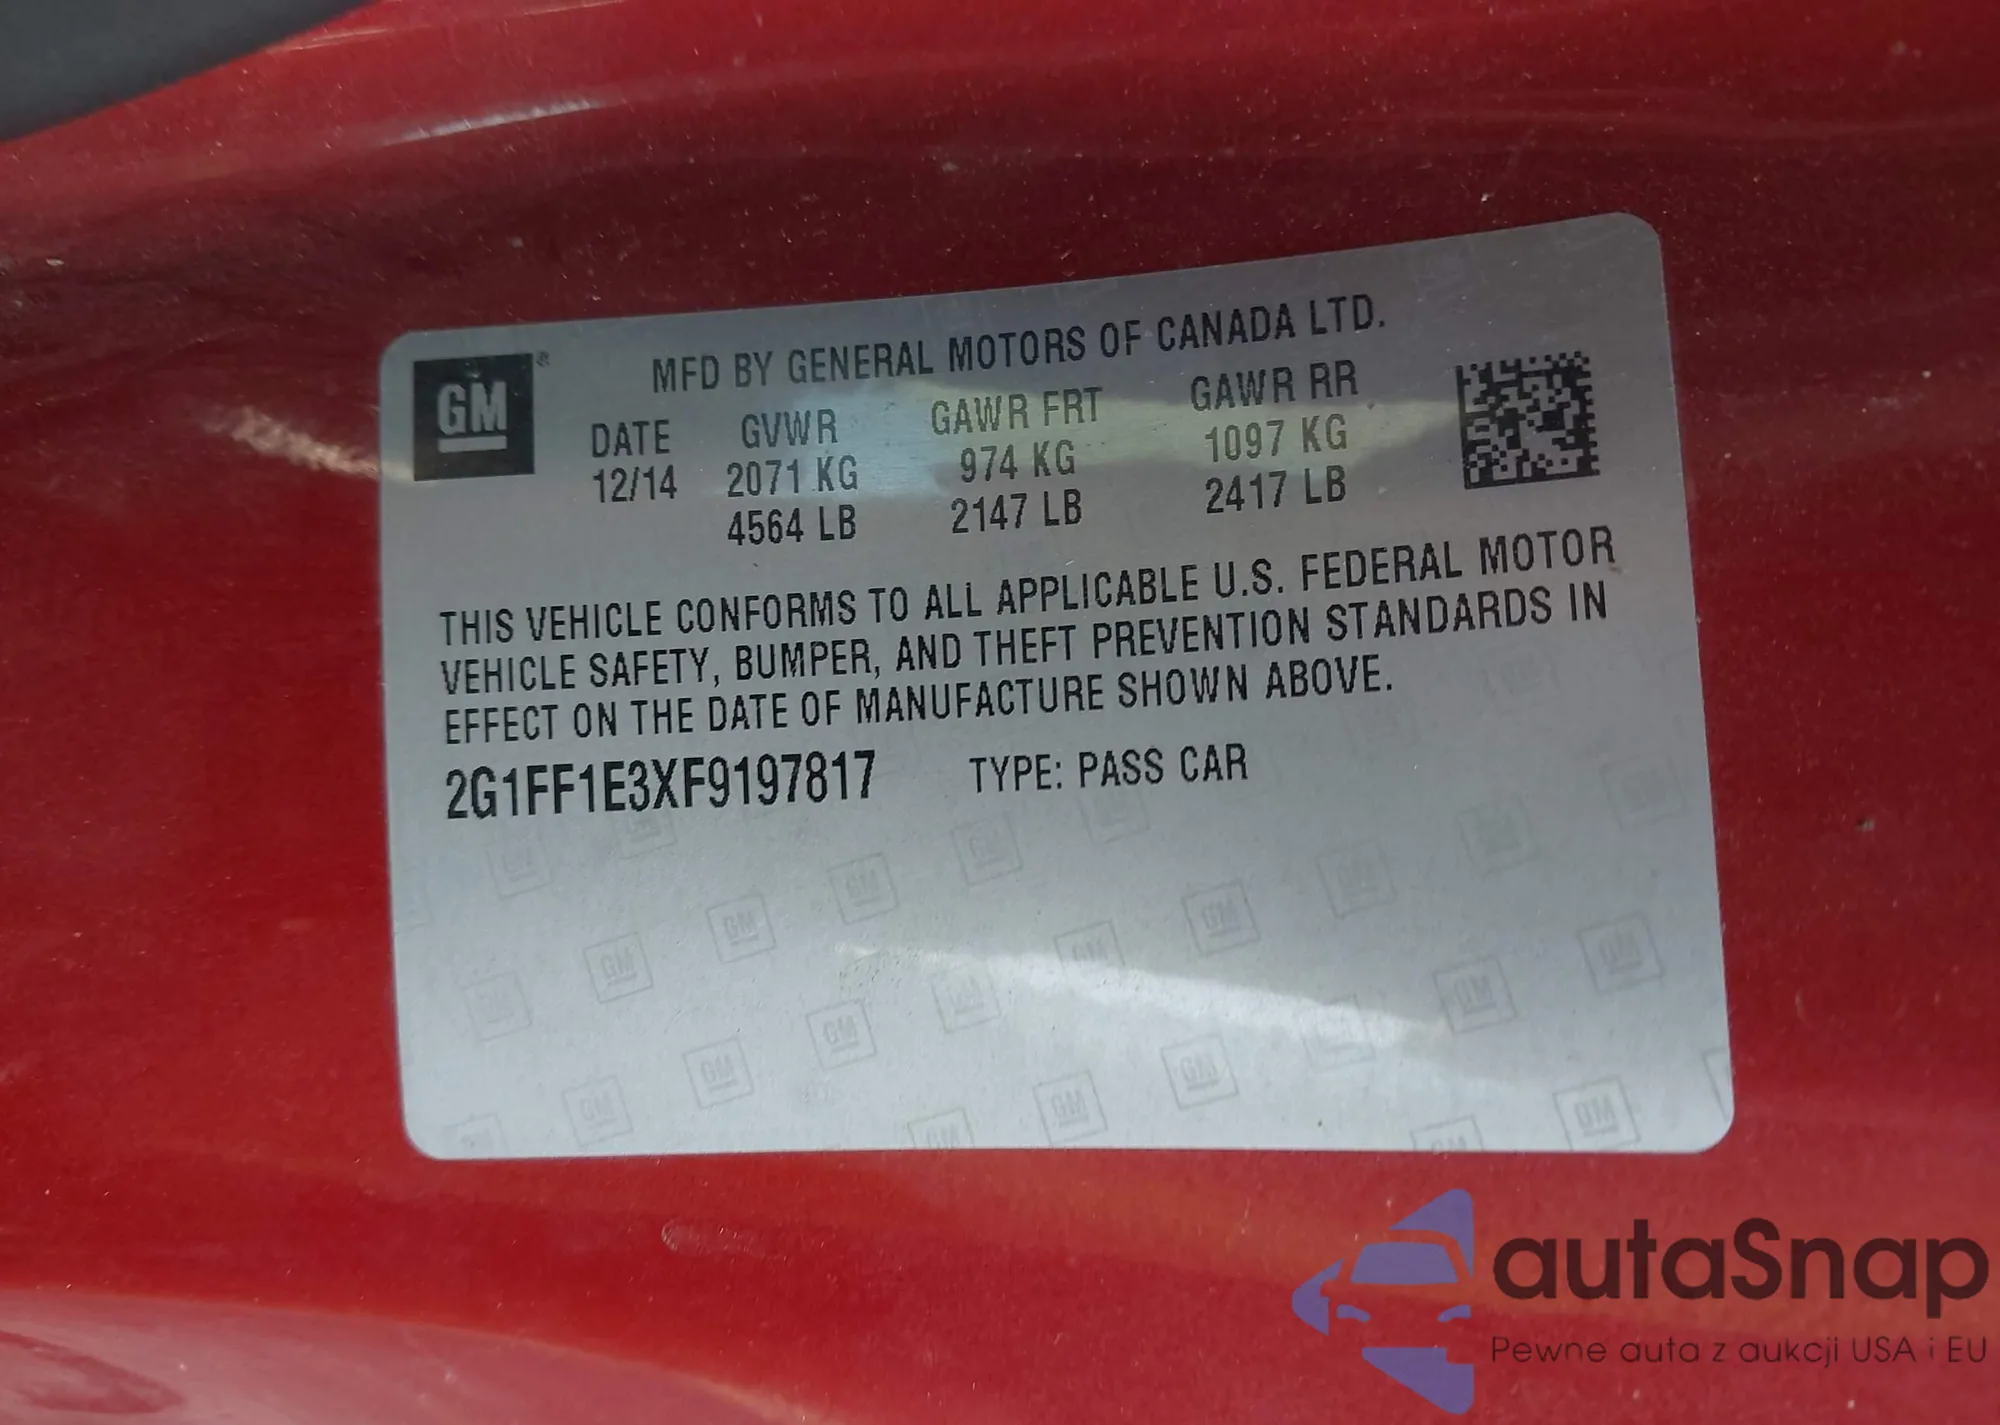 GM
MFD BY GENERAL MOTORS OF CANADA LTD.
DATE GVWR GAWR FRT GAWR RR
12/14 2071 KG 974 KG 1097 KG
4564 LB 2147 LB 2417 LB
THIS VEHICLE CONFORMS TO ALL APPLICABLE U.S. FEDERAL MOTOR
VEHICLE SAFETY, BUMPER, AND THEFT PREVENTION STANDARDS IN
EFFECT ON THE DATE OF MANUFACTURE SHOWN ABOVE.
2G1FF1E3XF9197817 TYPE: PASS CAR
autaSnap
Pewne auta z aukcji USA i EU